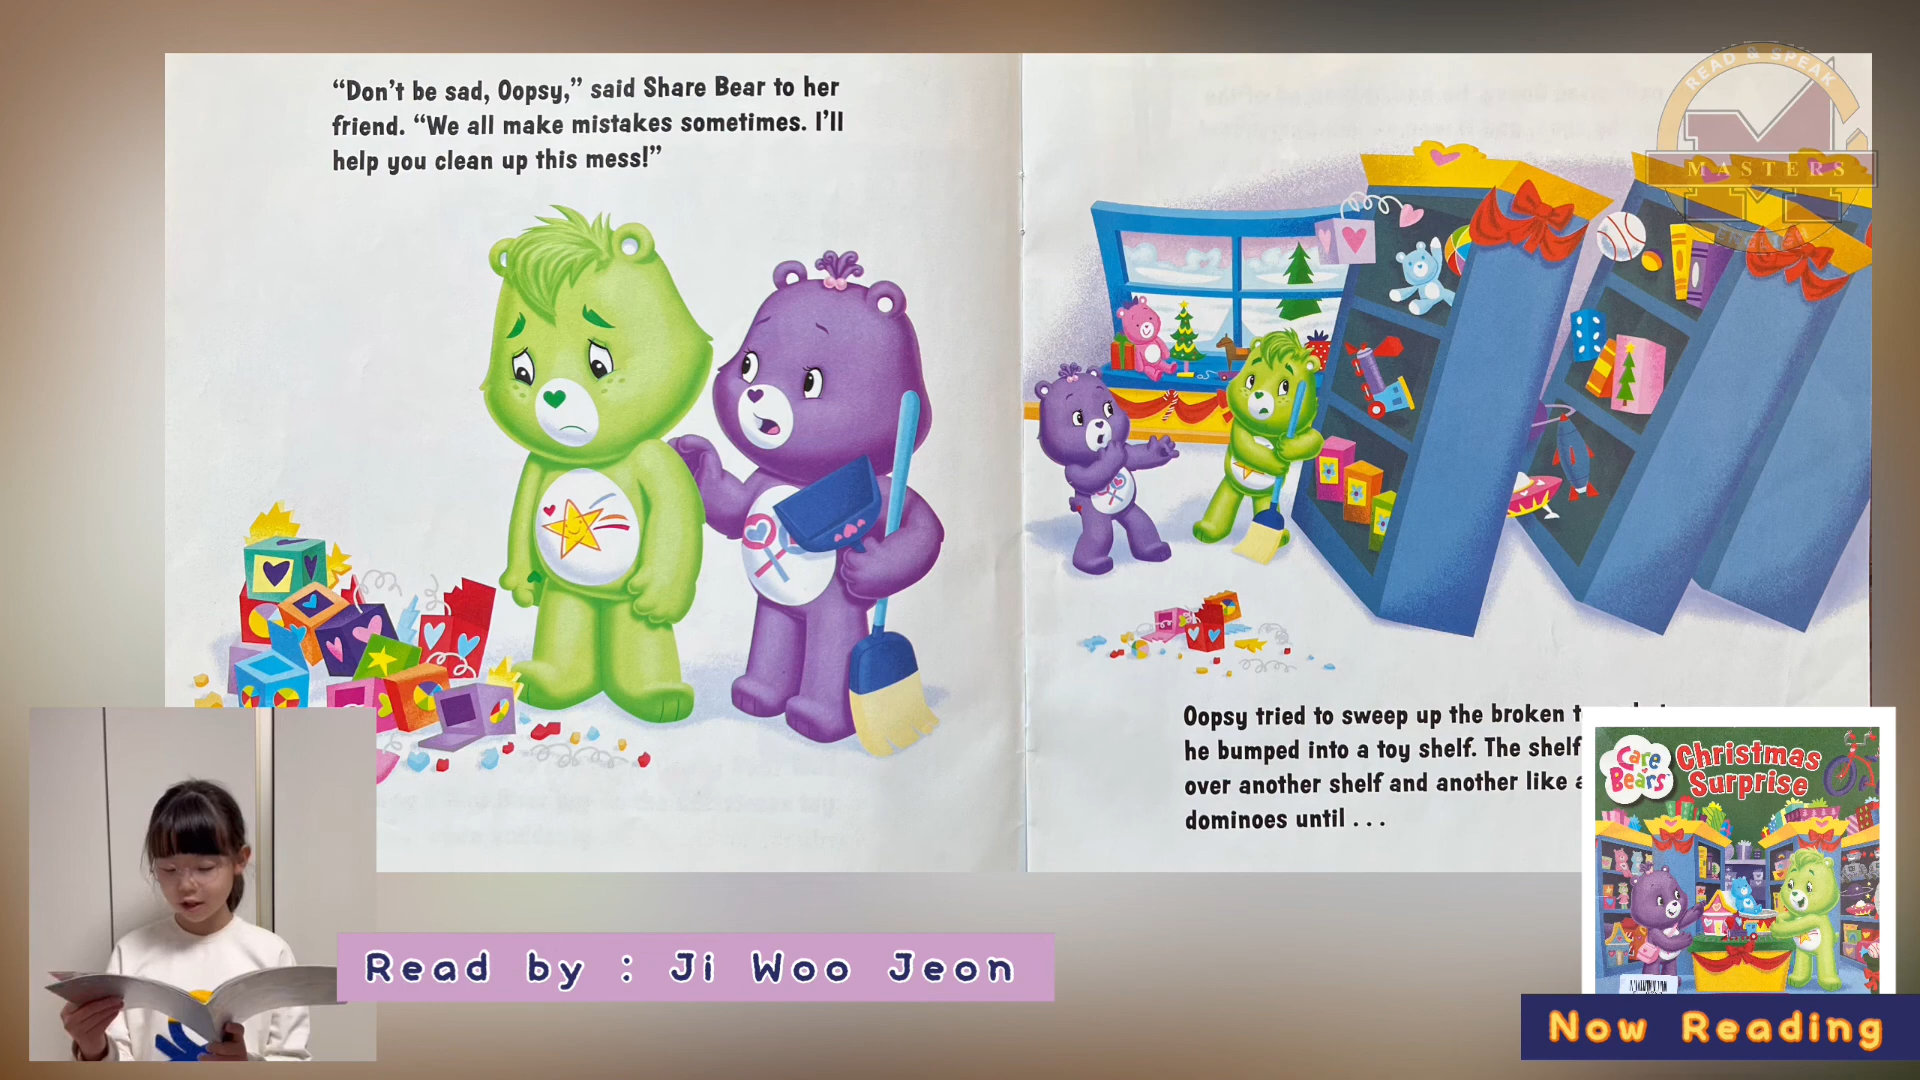 “Don’t be sad, Oopsy,” said Share Bear to her
friend. “We all make mistakes sometimes. I’ll
help you clean up this mess!”
READ & SPEAK
MASTERS
Oopsy tried to sweep up the broken
he bumped into a toy shelf. The shelf
over another shelf and another like
dominoes until . . .
Care Bears
Christmas
Surprise
Read by : Ji Woo Jeon
Now Reading